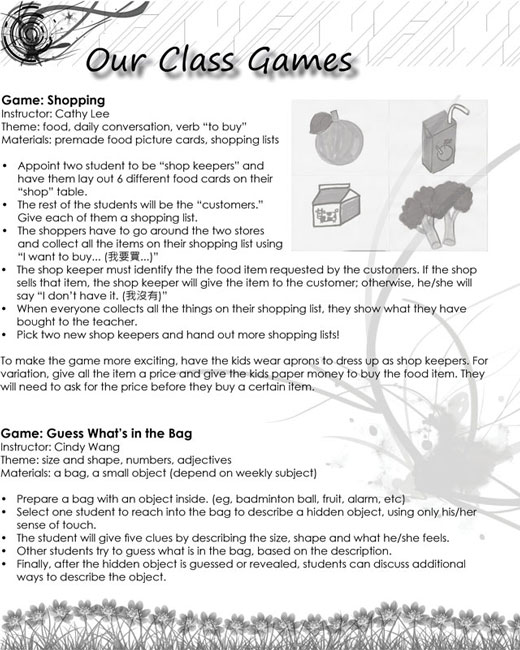 Our Class Games
Game: Shopping
Instructor: Cathy Lee
Theme: food, daily conversation, verb “to buy”
Materials: premade food picture cards, shopping lists
• Appoint two student to be “shop keepers” and
have them lay out 6 different food cards on their
“shop” table.
• The rest of the students will be the “customers.”
Give each of them a shopping list.
• The shoppers have to go around the two stores
and collect all the items on their shopping list using
“I want to buy... (我要買...)”
• The shop keeper must identify the the food item requested by the customers. If the shop
sells that item, the shop keeper will give the item to the customer; otherwise, he/she will
say “I don’t have it. (我沒有)”
• When everyone collects all the things on their shopping list, they show what they have
bought to the teacher.
• Pick two new shop keepers and hand out more shopping lists!
To make the game more exciting, have the kids wear aprons to dress up as shop keepers. For
variation, give all the item a price and give the kids paper money to buy the food item. They
will need to ask for the price before they buy a certain item.
Game: Guess What’s in the Bag
Instructor: Cindy Wang
Theme: size and shape, numbers, adjectives
Materials: a bag, a small object (depend on weekly subject)
• Prepare a bag with an object inside. (eg, badminton ball, fruit, alarm, etc)
• Select one student to reach into the bag to describe a hidden object, using only his/her
sense of touch.
• The student will give five clues by describing the size, shape and what he/she feels.
• Other students try to guess what is in the bag, based on the description.
• Finally, after the hidden object is guessed or revealed, students can discuss additional
ways to describe the object.